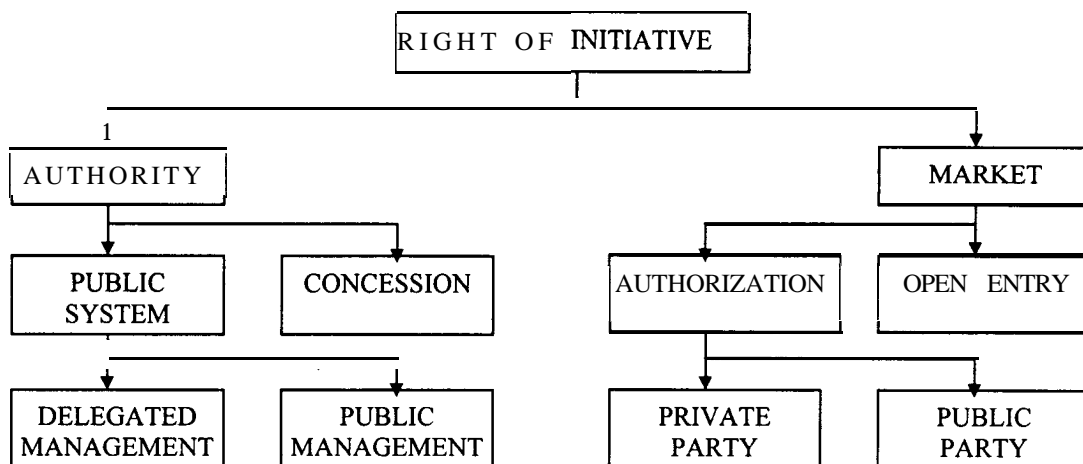 RIGHT OF INITIATIVE
1
AUTHORITY
MARKET
PUBLIC
SYSTEM
CONCESSION
AUTHORIZATION
OPEN ENTRY
DELEGATED
MANAGEMENT
PUBLIC
MANAGEMENT
PRIVATE
PARTY
PUBLIC
PARTY